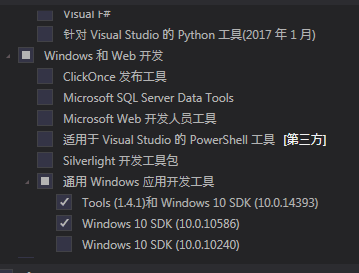 Visual F#
针对 Visual Studio 的 Python 工具(2017 年 1 月)
Windows 和 Web 开发
ClickOnce 发布工具
Microsoft SQL Server Data Tools
Microsoft Web 开发人员工具
适用于 Visual Studio 的 PowerShell 工具 [第三方]
Silverlight 开发工具包
通用 Windows 应用开发工具
Tools (1.4.1)和 Windows 10 SDK (10.0.14393)
Windows 10 SDK (10.0.10586)
Windows 10 SDK (10.0.10240)